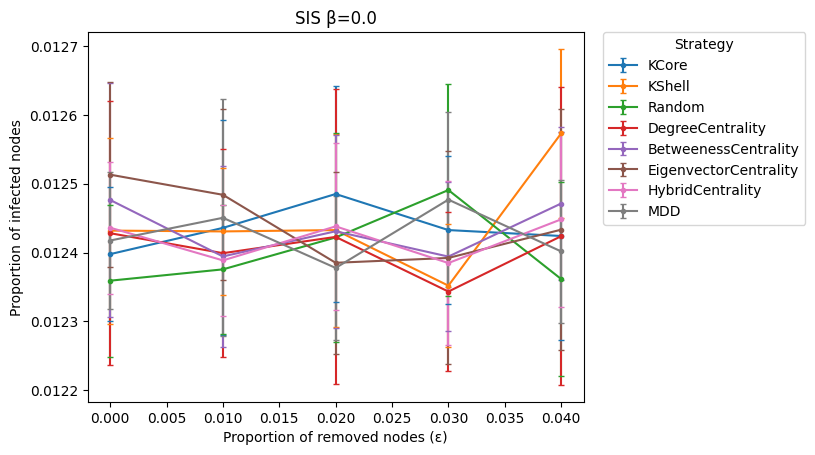 SIS β=0.0
Proportion of infected nodes
0.0127
0.0126
0.0125
0.0124
0.0123
0.0122
0.000
0.005
0.010
0.015
0.020
0.025
0.030
0.035
0.040
Proportion of removed nodes (ε)
Strategy
KCore
KShell
Random
DegreeCentrality
BetweenessCentrality
EigenvectorCentrality
HybridCentrality
MDD